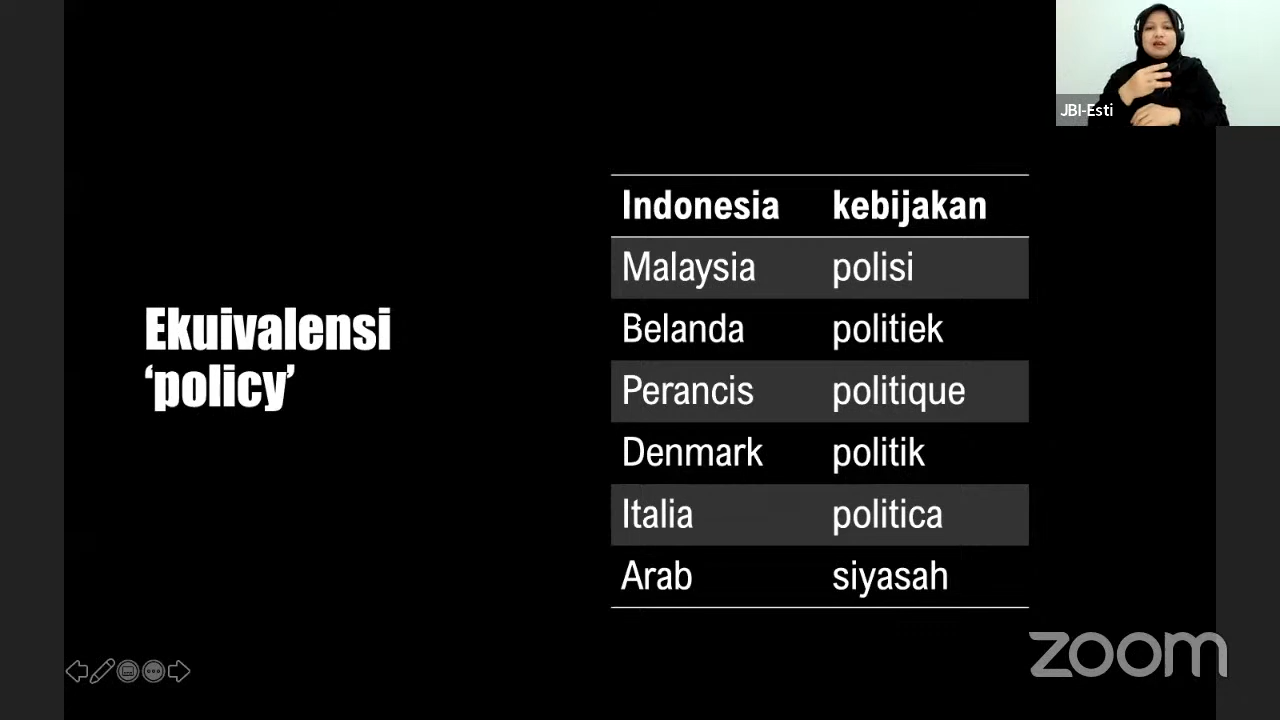 JBI-Esti
Ekuivalensi
‘policy’
Indonesia kebijakan
Malaysia polisi
Belanda politiek
Perancis politique
Denmark politik
Italia politica
Arab siyasah
zoom